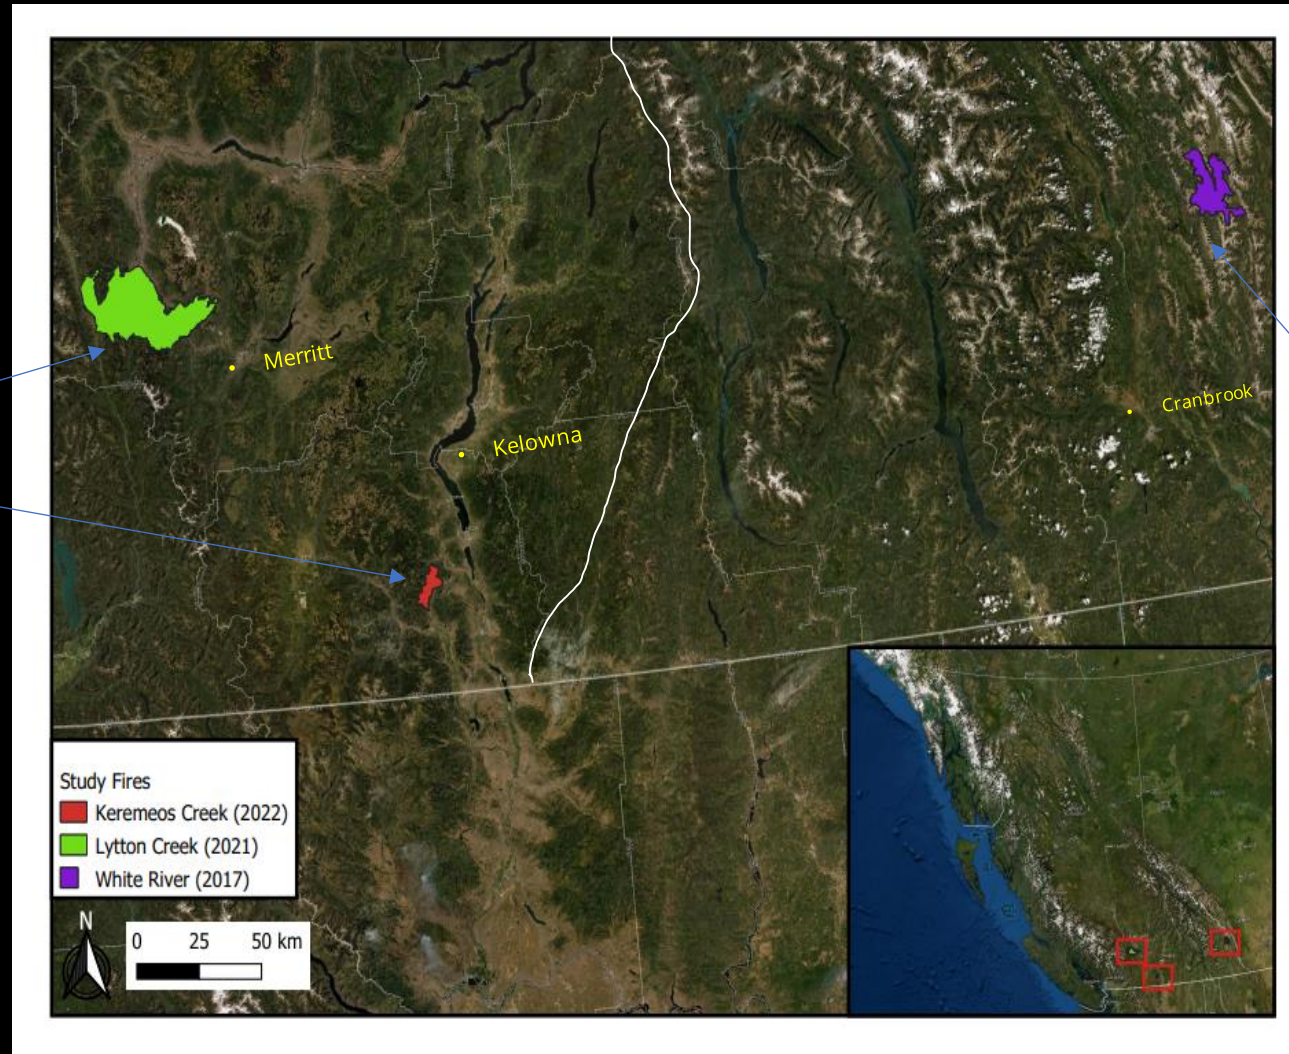 Merritt
Cranbrook
Kelowna
Study Fires
Keremeos Creek (2022)
Lytton Creek (2021)
White River (2017)
N
0 25 50 km